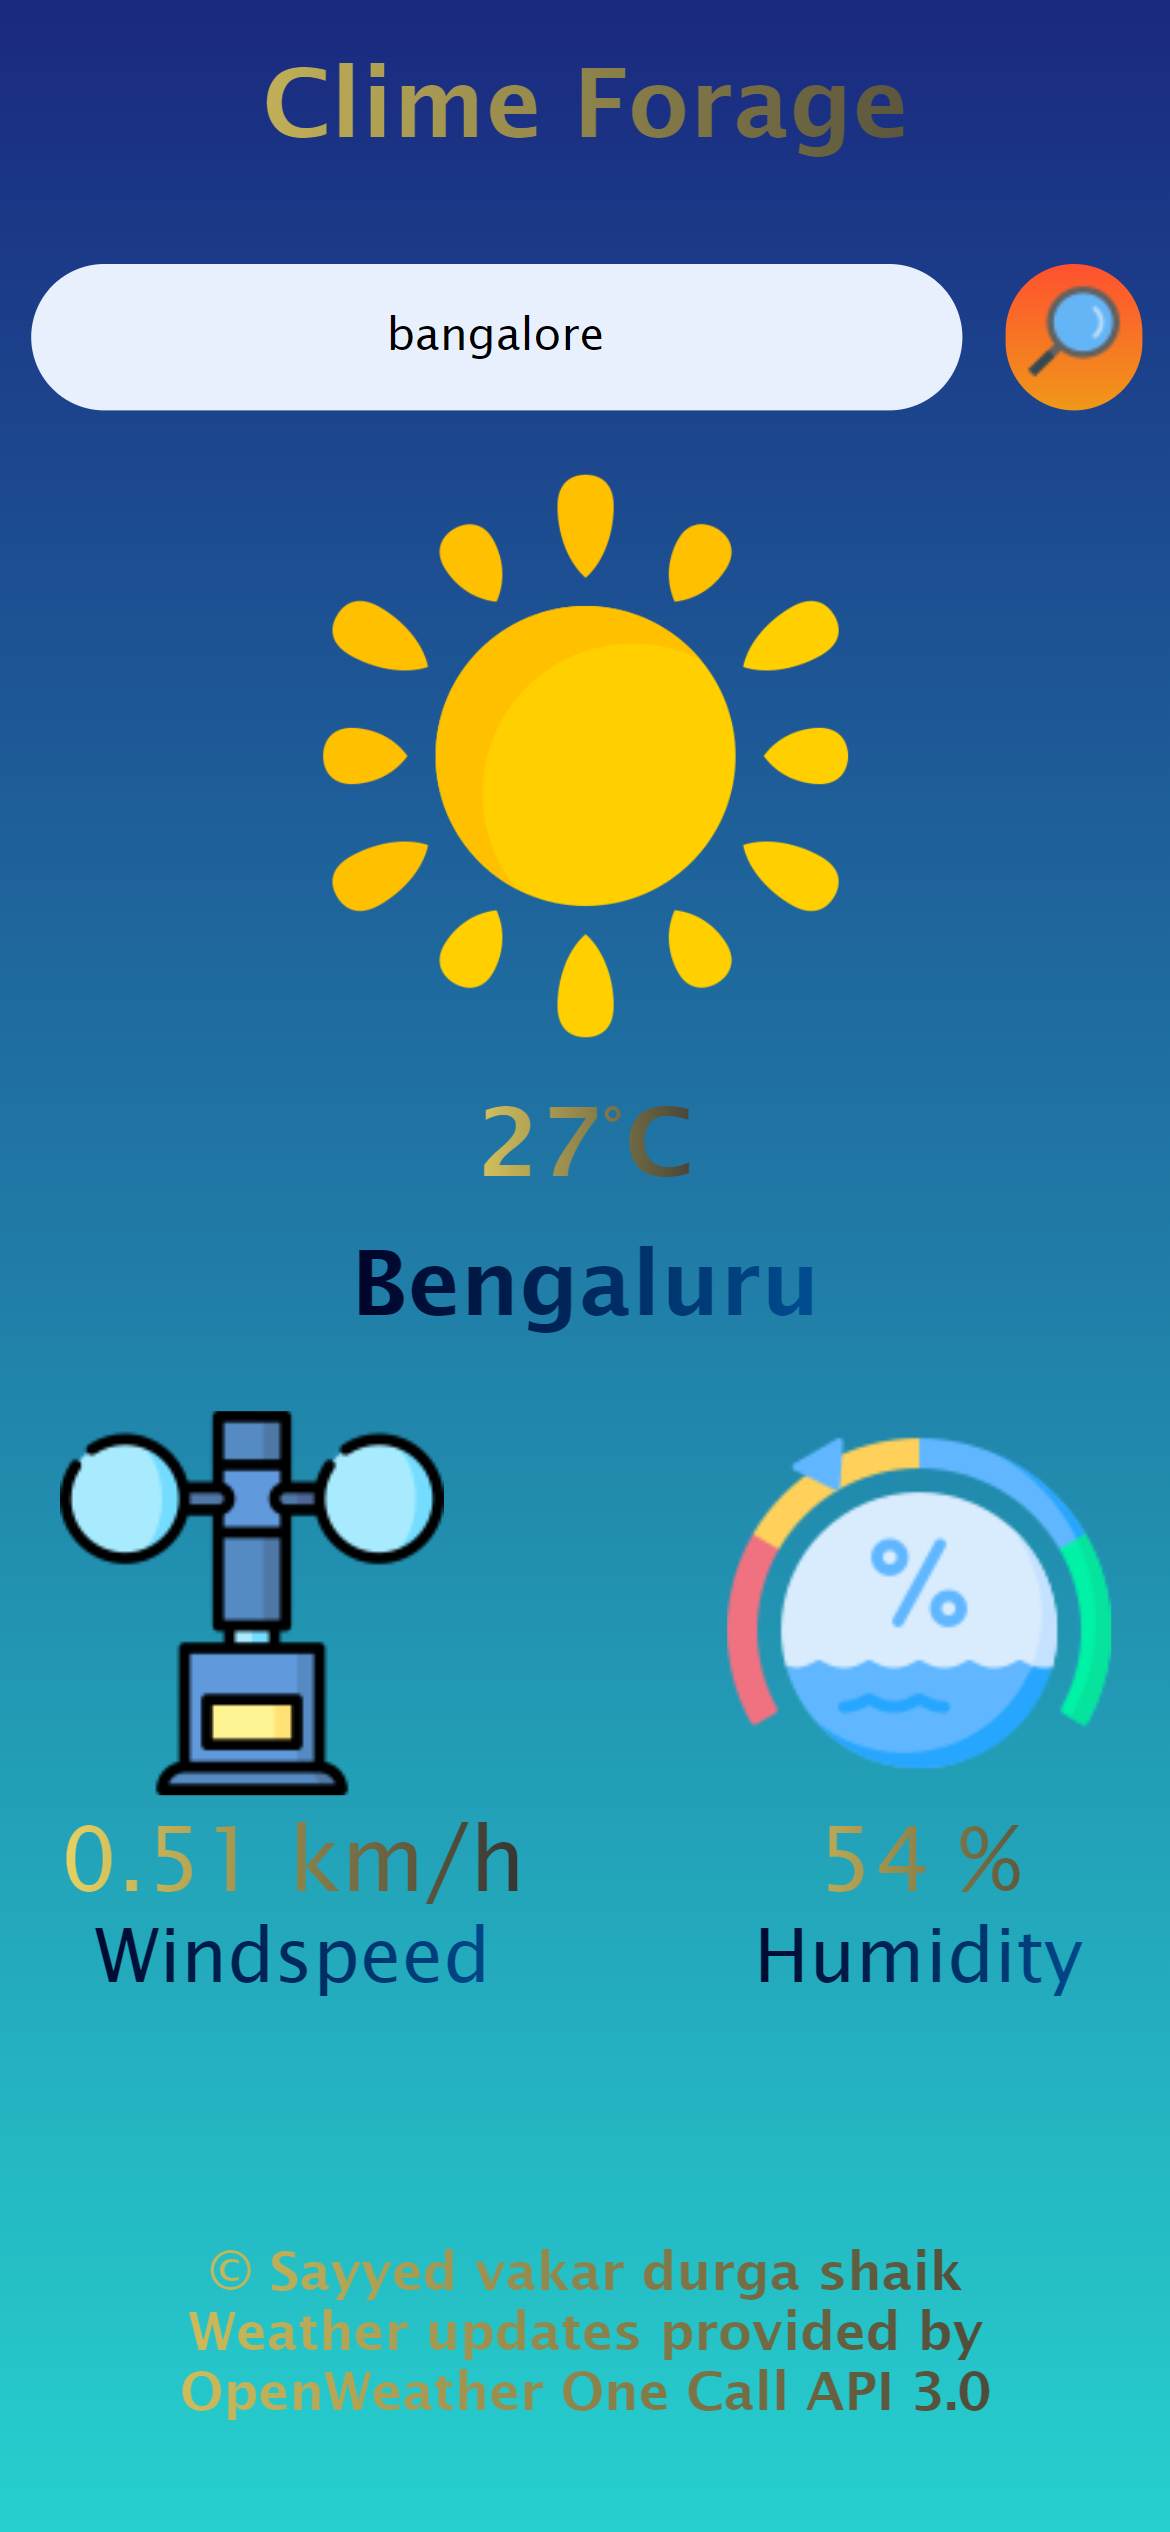 Clime Forage
bangalore
27°C
Bengaluru
%
0.51 km/h
54 %
Windspeed
Humidity
© Sayyed vakar durga shaik
Weather updates provided by
OpenWeather One Call API 3.0